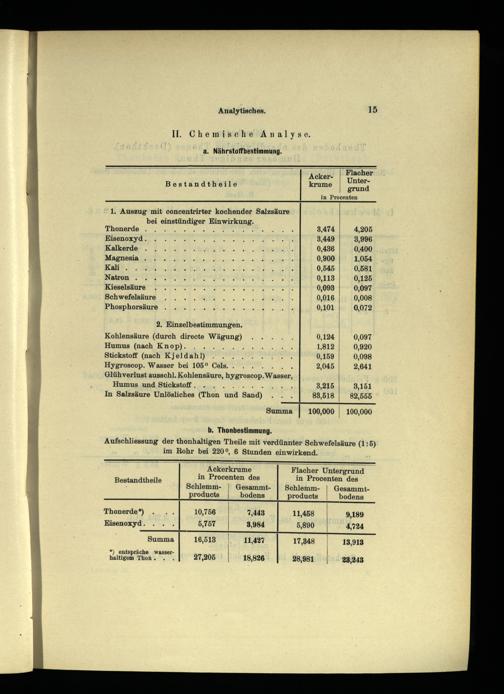 Analytisches. 15
II. Chemische Analyse.
a. Nährstoffbestimmung.
Bestandtheile Acker-krume Flacher Unter-grund
in Procenten
1. Auszug mit concentrirter kochender Salzsäure
bei einstündiger Einwirkung.
Thonerde . . . 3,474 4,205
Eisenoxyd . . . 3,449 3,996
Kalkerde . . . 0,436 0,400
Magnesia . . . 0,900 1,054
Kali . . . 0,545 0,581
Natron . . . 0,113 0,125
Kieselsäure . . . 0,093 0,097
Schwefelsäure . . . 0,016 0,008
Phosphorsäure . . . 0,101 0,072
2. Einzelbestimmungen.
Kohlensäure (durch directe Wägung) . . . 0,124 0,097
Humus (nach Knop) . . . 1,812 0,920
Stickstoff (nach Kjeldahl) . . . 0,159 0,098
Hygroscop. Wasser bei 105° Cels. . . . 2,045 2,641
Glühverlust ausschl. Kohlensäure, hygroscop. Wasser,
Humus und Stickstoff . . . 3,215 3,151
In Salzsäure Unlösliches (Thon und Sand) . . . 83,518 82,555
Summa 100,000 100,000
b. Thonbestimmung.
Aufschliessung der thonhaltigen Theile mit verdünnter Schwefelsäure (1:5)
im Rohr bei 220°, 6 Stunden einwirkend.
Bestandtheile Ackerkrume in Procenten des Flacher Untergrund in Procenten des
Schlemm-products Gesammt-bodens Schlemm-products Gesammt-bodens
Thonerde*) . . . 10,756 7,443 11,458 9,189
Eisenoxyd . . . 5,757 3,984 5,890 4,724
Summa 16,513 11,427 17,348 13,913
*) entspräche wasser-
haltigem Thon . . . 27,205 18,826 28,981 23,243